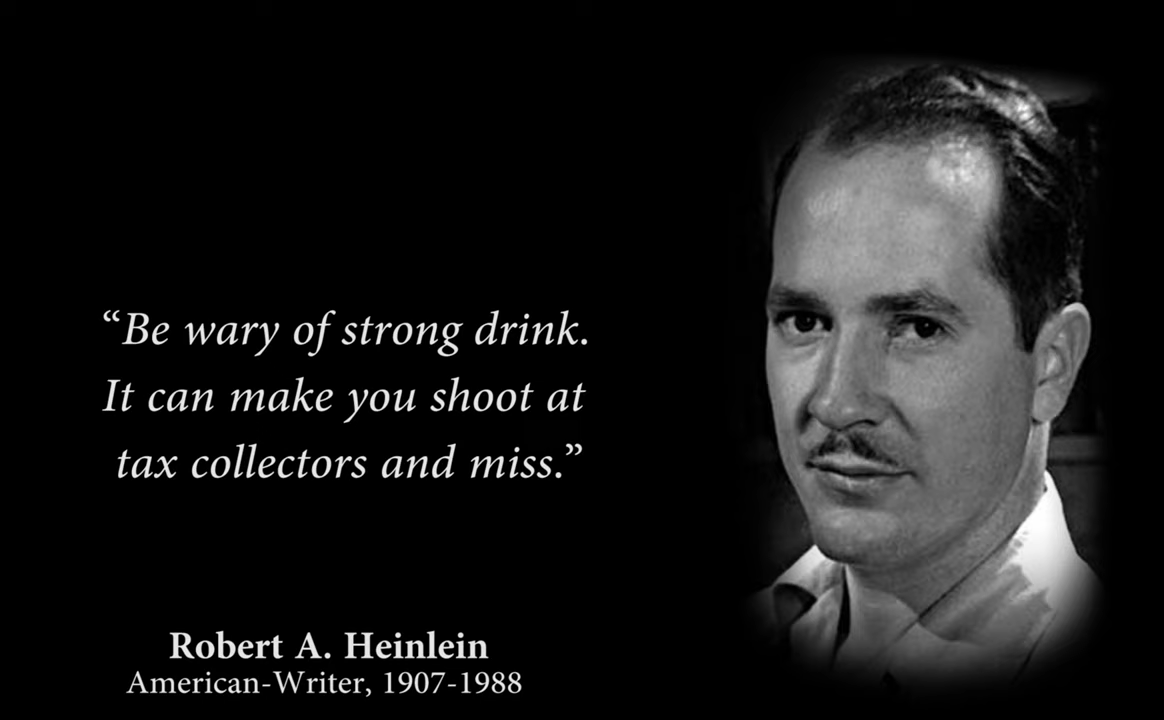 “Be wary of strong drink.
It can make you shoot at
tax collectors and miss.”
Robert A. Heinlein
American-Writer, 1907-1988